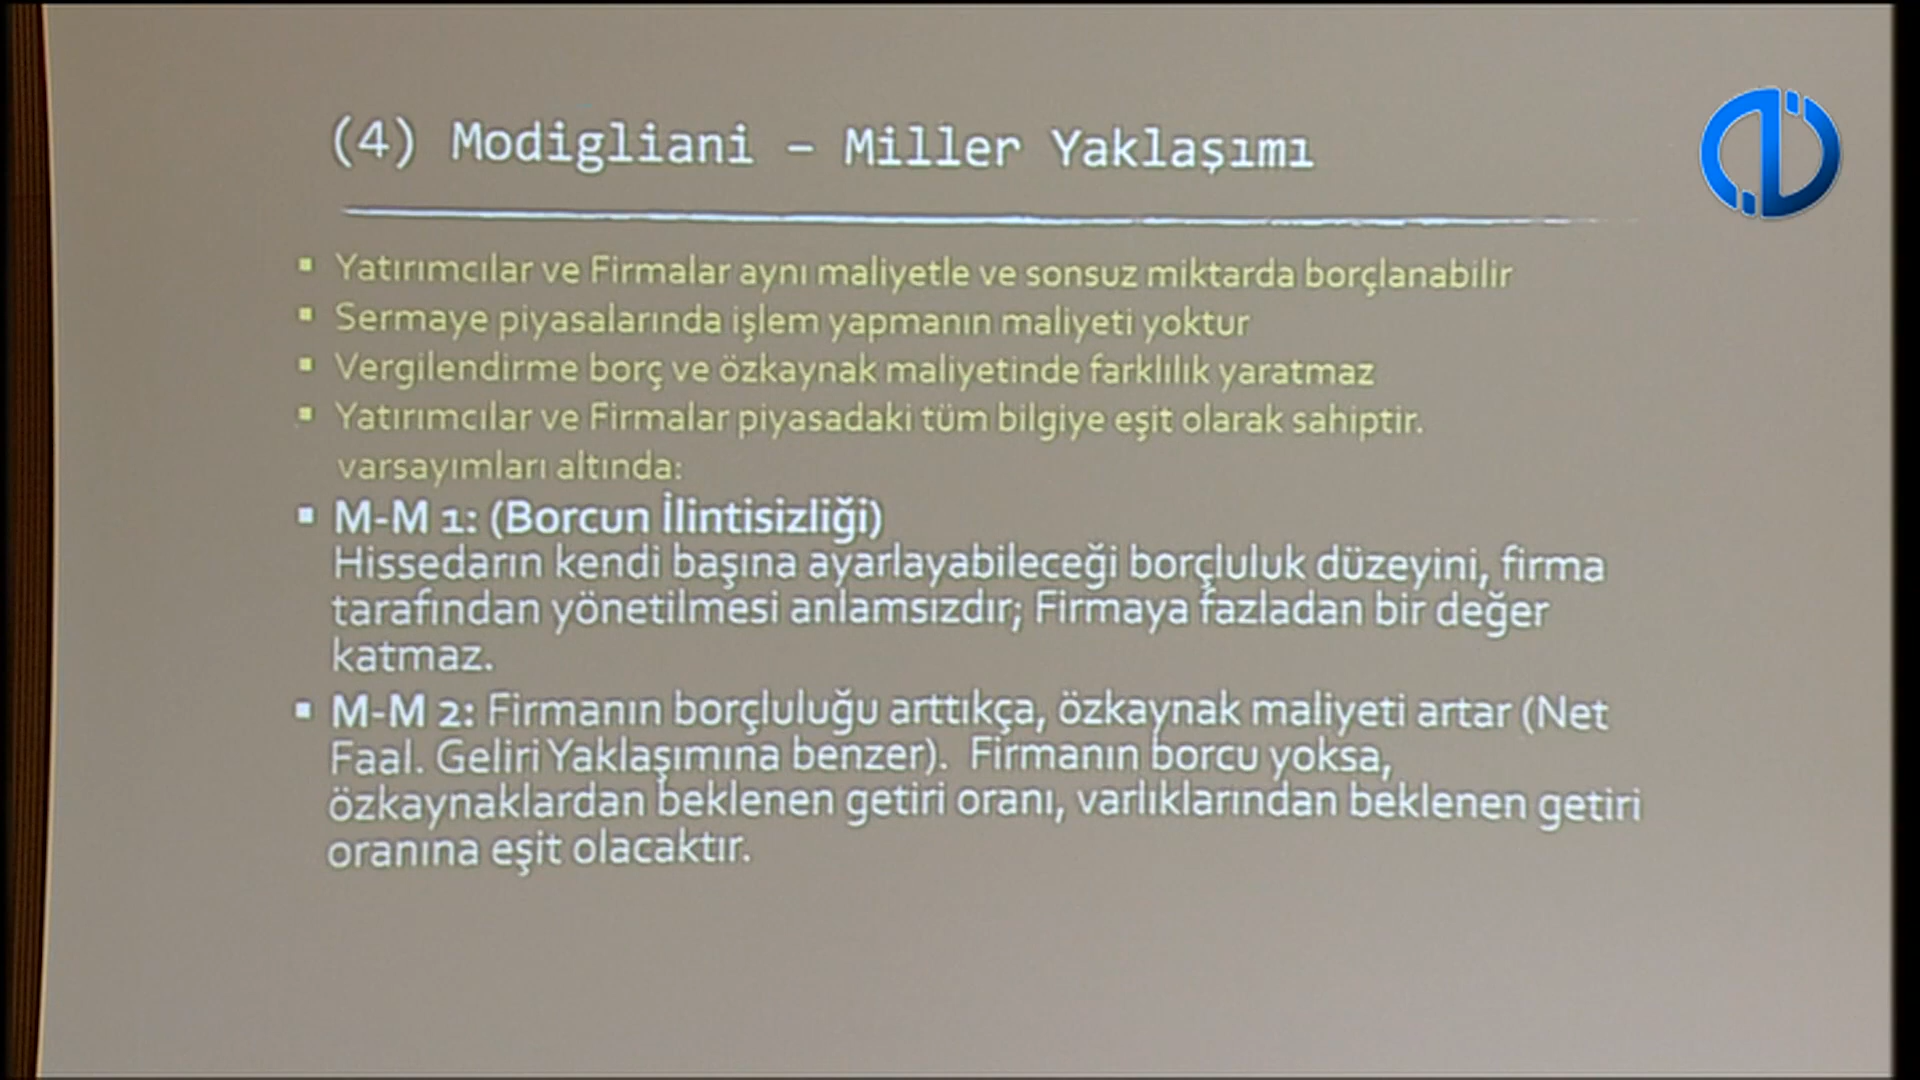 (4) Modigliani – Miller Yaklaşımı
▪ Yatırımcılar ve Firmalar aynı maliyetle ve sonsuz miktarda borçlanabilir
▪ Sermaye piyasalarında işlem yapmanın maliyeti yoktur
▪ Vergilendirme borç ve özkaynak maliyetinde farklılık yaratmaz
▪ Yatırımcılar ve Firmalar piyasadaki tüm bilgiye eşit olarak sahiptir.
varsayımları altında:
▪ M-M 1: (Borcun İlintisizliği)
Hissedarın kendi başına ayarlayabileceği borçluluk düzeyini, firma
tarafından yönetilmesi anlamsızdır; Firmaya fazladan bir değer
katmaz.
▪ M-M 2: Firmanın borçluluğu arttıkça, özkaynak maliyeti artar (Net
Faal. Geliri Yaklaşımına benzer). Firmanın borcu yoksa,
özkaynaklardan beklenen getiri oranı, varlıklarından beklenen getiri
oranına eşit olacaktır.